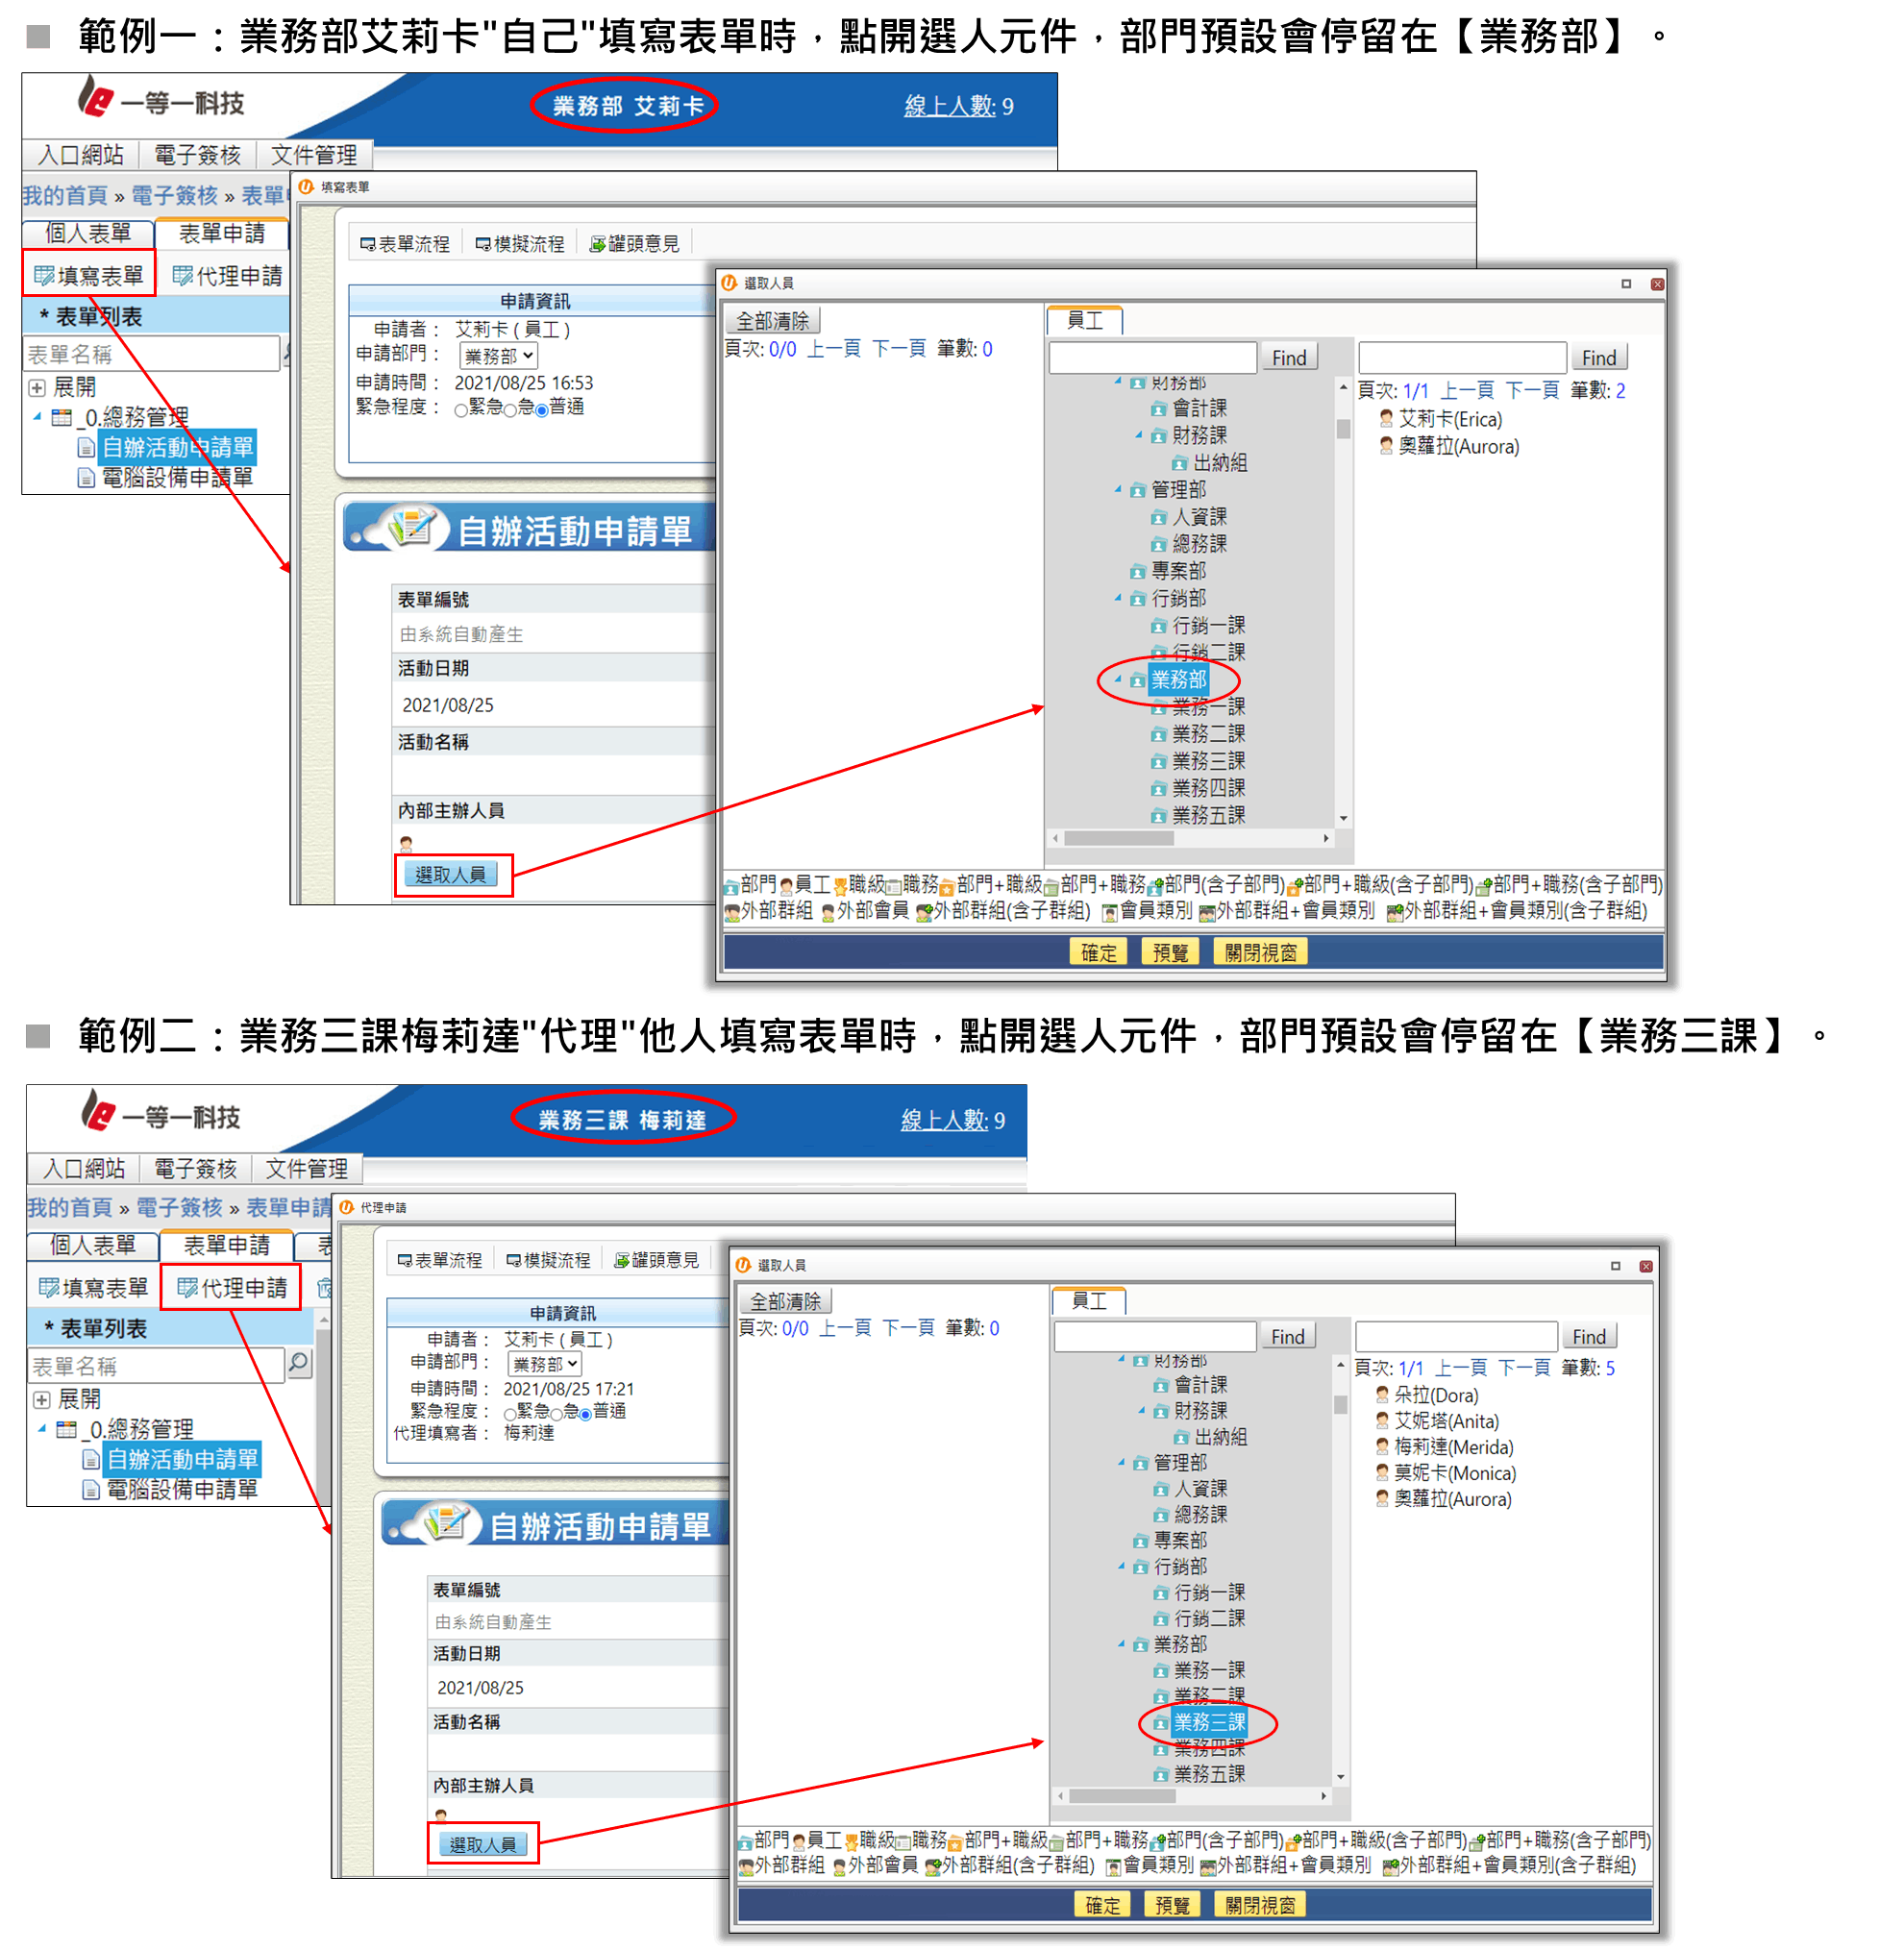 範例一：業務部艾莉卡"自己"填寫表單時，點開選人元件，部門預設會停留在【業務部】。
一等一科技
業務部 艾莉卡
線上人數: 9
入口網站 電子簽核 文件管理
我的首頁 » 電子簽核 » 表單
個人表單 表單申請
填寫表單 代理申請
* 表單列表
表單名稱
展開
_0.總務管理
自辦活動申請單
電腦設備申請單
填寫表單
表單流程 模擬流程 罐頭意見
申請資訊
申請者： 艾莉卡 ( 員工 )
申請部門： 業務部
申請時間： 2021/08/25 16:53
緊急程度： 緊急 急 普通
自辦活動申請單
表單編號
由系統自動產生
活動日期
2021/08/25
活動名稱
內部主辦人員
選取人員
選取人員
全部清除
頁次: 0/0 上一頁 下一頁 筆數: 0
員工
Find
財務部
會計課
財務課
出納組
管理部
人資課
總務課
專案部
行銷部
行銷一課
行銷二課
業務部
業務一課
業務二課
業務三課
業務四課
業務五課
Find
頁次: 1/1 上一頁 下一頁 筆數: 2
艾莉卡(Erica)
奧蘿拉(Aurora)
部門 員工 職級 職務 部門+職級 部門+職務 部門(含子部門) 部門+職級(含子部門) 部門+職務(含子部門)
外部群組 外部會員 外部群組(含子群組) 會員類別 外部群組+會員類別 外部群組+會員類別(含子群組)
確定 預覽 關閉視窗
範例二：業務三課梅莉達"代理"他人填寫表單時，點開選人元件，部門預設會停留在【業務三課】。
一等一科技
業務三課 梅莉達
線上人數: 9
入口網站 電子簽核 文件管理
我的首頁 » 電子簽核 » 表單申請
個人表單 表單申請
填寫表單 代理申請
* 表單列表
表單名稱
展開
_0.總務管理
自辦活動申請單
電腦設備申請單
代理申請
表單流程 模擬流程 罐頭意見
申請資訊
申請者： 艾莉卡 ( 員工 )
申請部門： 業務部
申請時間： 2021/08/25 17:21
緊急程度： 緊急 急 普通
代理填寫者： 梅莉達
自辦活動申請單
表單編號
由系統自動產生
活動日期
2021/08/25
活動名稱
內部主辦人員
選取人員
選取人員
全部清除
頁次: 0/0 上一頁 下一頁 筆數: 0
員工
Find
財務部
會計課
財務課
出納組
管理部
人資課
總務課
專案部
行銷部
行銷一課
行銷二課
業務部
業務一課
業務二課
業務三課
業務四課
業務五課
Find
頁次: 1/1 上一頁 下一頁 筆數: 5
朵拉(Dora)
艾妮塔(Anita)
梅莉達(Merida)
莫妮卡(Monica)
奧蘿拉(Aurora)
部門 員工 職級 職務 部門+職級 部門+職務 部門(含子部門) 部門+職級(含子部門) 部門+職務(含子部門)
外部群組 外部會員 外部群組(含子群組) 會員類別 外部群組+會員類別 外部群組+會員類別(含子群組)
確定 預覽 關閉視窗